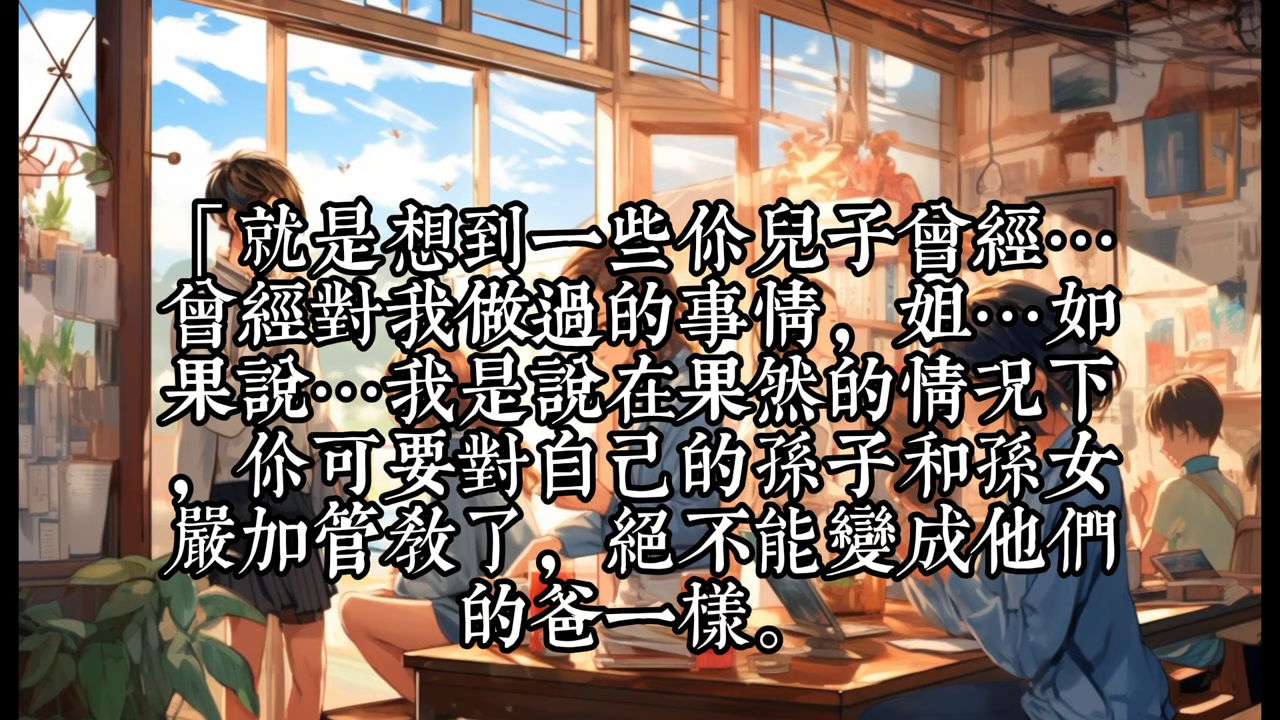 「就是想到一些你兒子曾經…
曾經對我做過的事情，姐…如
果說…我是說在果然的情況下
，你可要對自己的孫子和孫女
嚴加管教了，絕不能變成他們
的爸一樣。